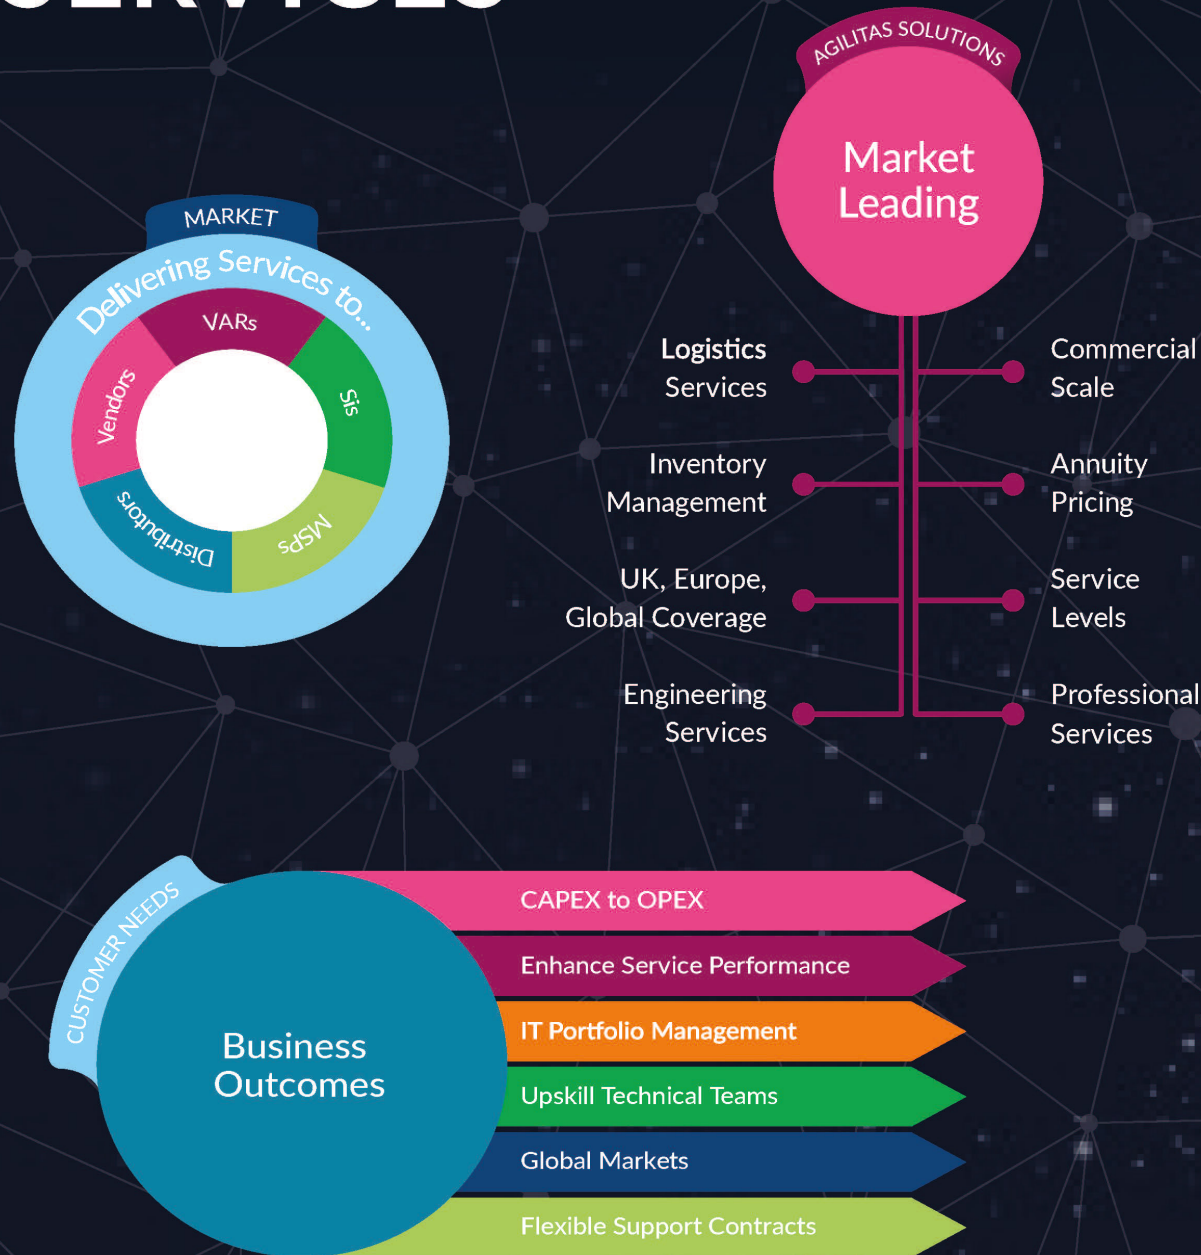 SERVICES
AGILITAS SOLUTIONS
Market
Leading
MARKET
Delivering Services to...
VARs
Sis
MSPs
Distributors
Vendors
Logistics
Services
Inventory
Management
UK, Europe,
Global Coverage
Engineering
Services
Commercial
Scale
Annuity
Pricing
Service
Levels
Professional
Services
CUSTOMER NEEDS
Business
Outcomes
CAPEX to OPEX
Enhance Service Performance
IT Portfolio Management
Upskill Technical Teams
Global Markets
Flexible Support Contracts